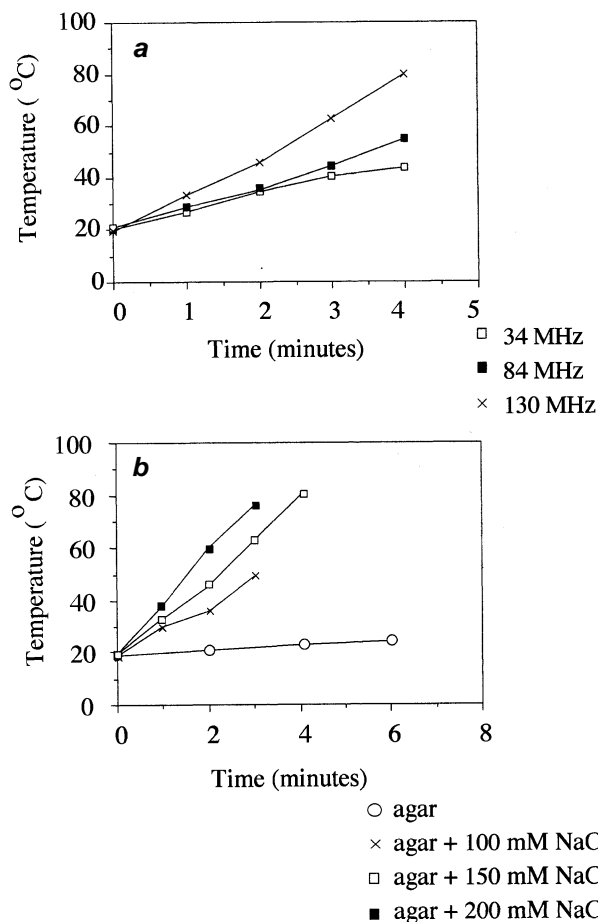 a
100
80
60
40
20
0
Temperature ( °C)
0 1 2 3 4 5
Time (minutes)
34 MHz
84 MHz
130 MHz
b
100
80
60
40
20
0
Temperature ( °C)
0 2 4 6 8
Time (minutes)
agar
agar + 100 mM NaC
agar + 150 mM NaC
agar + 200 mM NaC